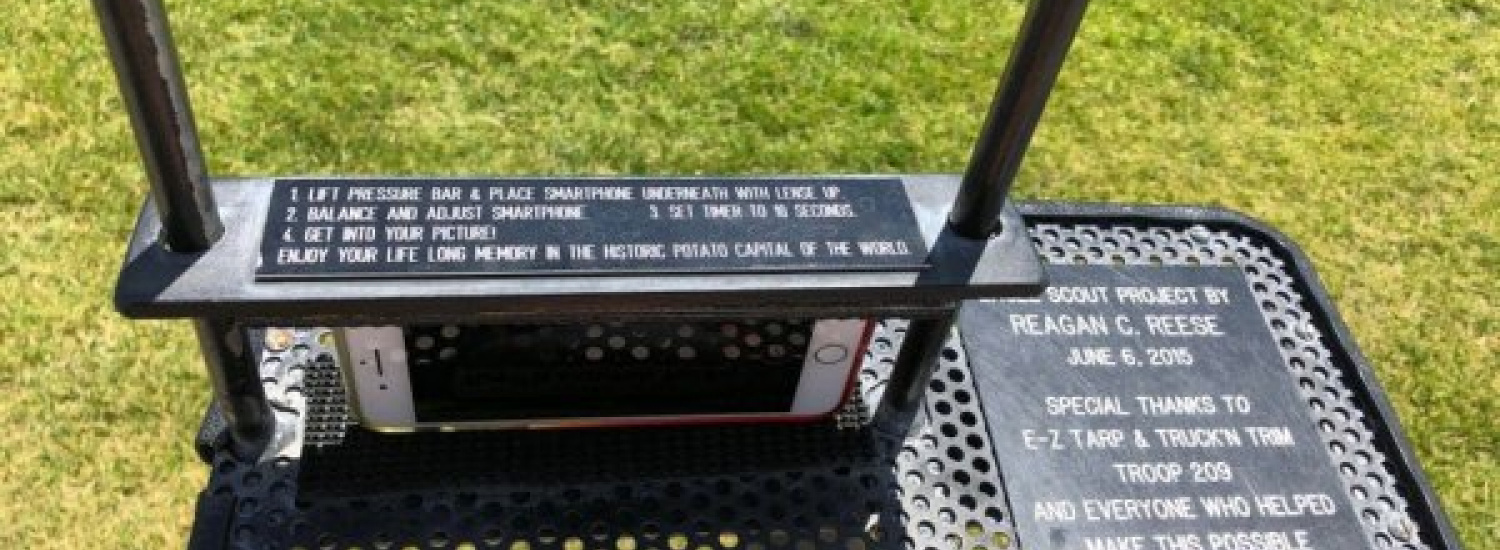 1. LIFT PRESSURE BAR & PLACE SMARTPHONE UNDERNEATH WITH LENSE UP.
2. BALANCE AND ADJUST SMARTPHONE 3. SET TIMER TO 10 SECONDS.
4. GET INTO YOUR PICTURE!
ENJOY YOUR LIFE LONG MEMORY IN THE HISTORIC POTATO CAPITAL OF THE WORLD.
SCOUT PROJECT BY
REAGAN C. REESE
JUNE 6, 2015
SPECIAL THANKS TO
E-Z TARP & TRUCK'N TRIM
TROOP 209
AND EVERYONE WHO HELPED
MAKE THIS POSSIBLE